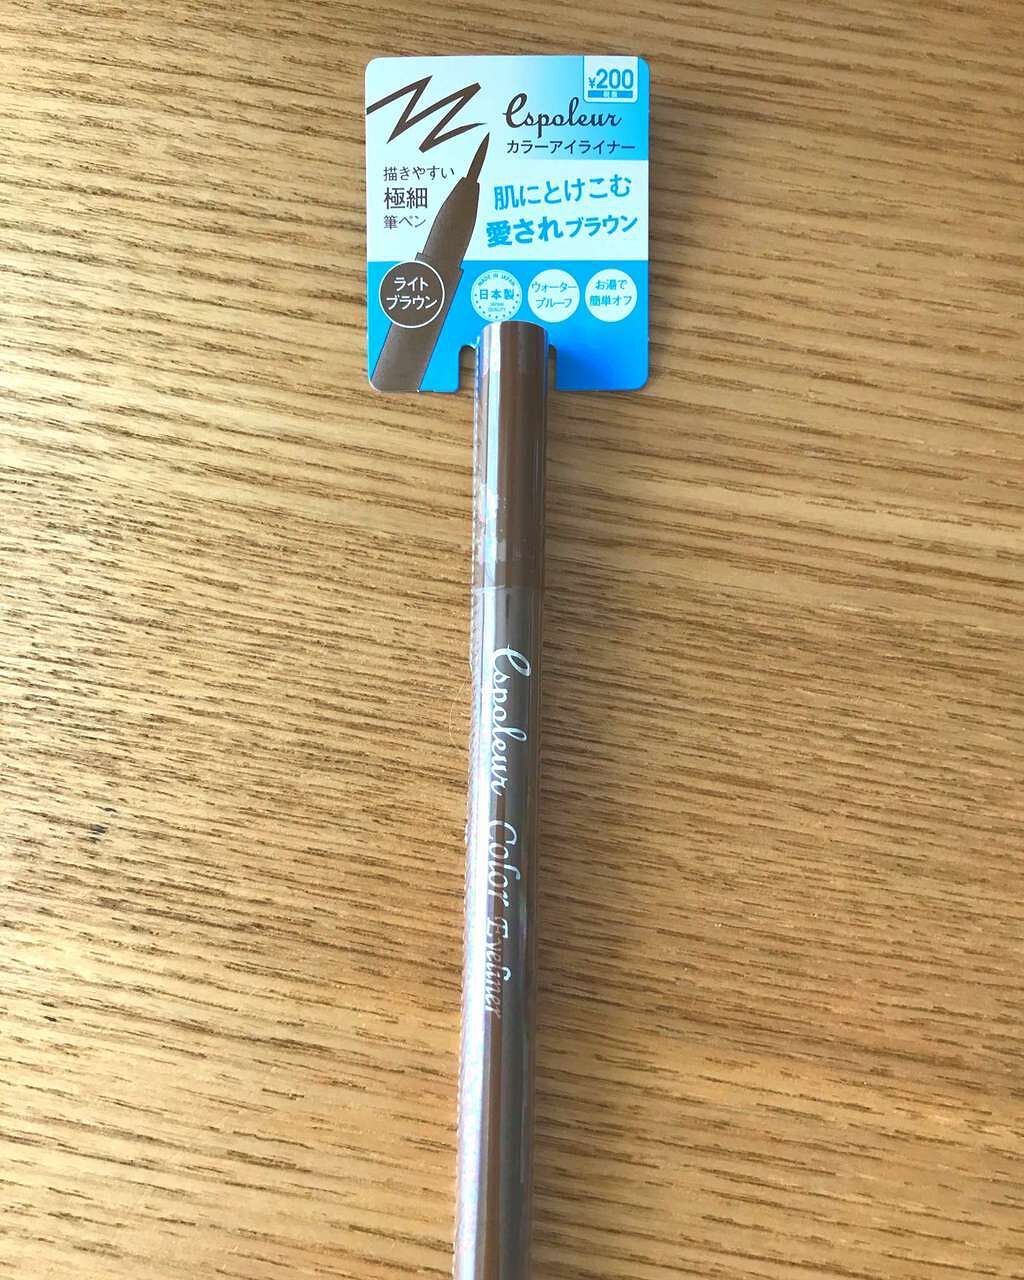 ¥200
税抜
Espoleur
カラーアイライナー
描きやすい
極細
筆ペン
肌にとけこむ
愛されブラウン
ライト
ブラウン
MADE IN JAPAN
日本製
ウォーター
プルーフ
お湯で
簡単オフ
Espoleur Color Eyeliner